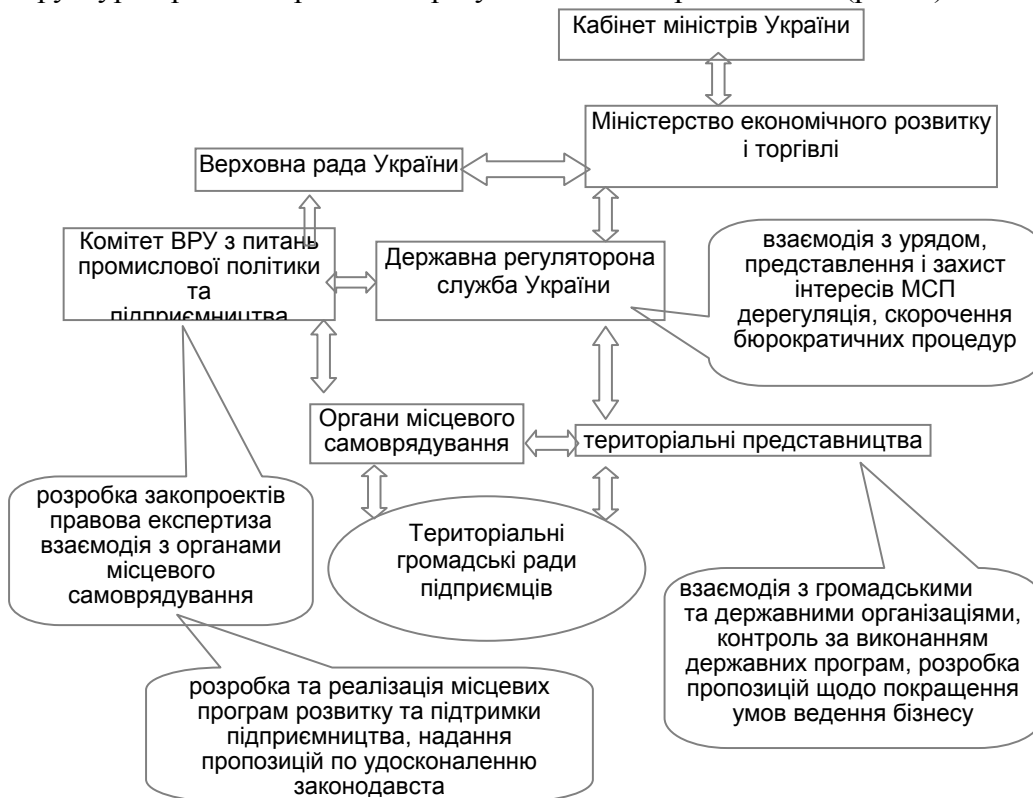 Кабінет міністрів України
Міністерство економічного розвитку
і торгівлі
Верховна рада України
Комітет ВРУ з питань
промислової політики
та
підприємництва
Державна регуляторона
служба України
взаємодія з урядом,
представлення і захист
інтересів МСП
дерегуляція, скорочення
бюрократичних процедур
Органи місцевого
самоврядування
територіальні представництва
розробка закопроектів
правова експертиза
взаємодія з органами
місцевого
самоврядування
Територіальні
громадські ради
підприємців
взаємодія з громадськими
та державними організаціями,
контроль за виконанням
державних програм, розробка
пропозицій щодо покращення
умов ведення бізнесу
розробка та реалізація місцевих
програм розвитку та підтримки
підприємництва, надання
пропозицій по удосконаленню
законодавста